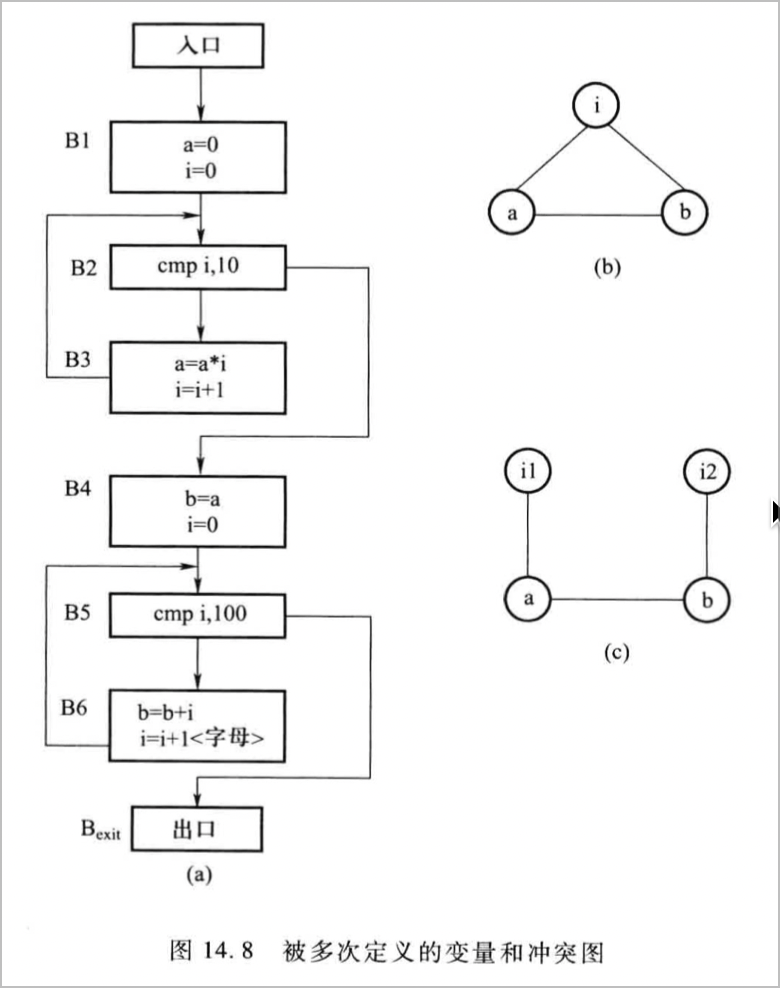 入口
B1
a=0
i=0
B2
cmp i,10
B3
a=a*i
i=i+1
B4
b=a
i=0
B5
cmp i,100
B6
b=b+i
i=i+1<字母>
Bexit
出口
(a)
i
a
b
(b)
i1
i2
a
b
(c)
图 14.8 被多次定义的变量和冲突图